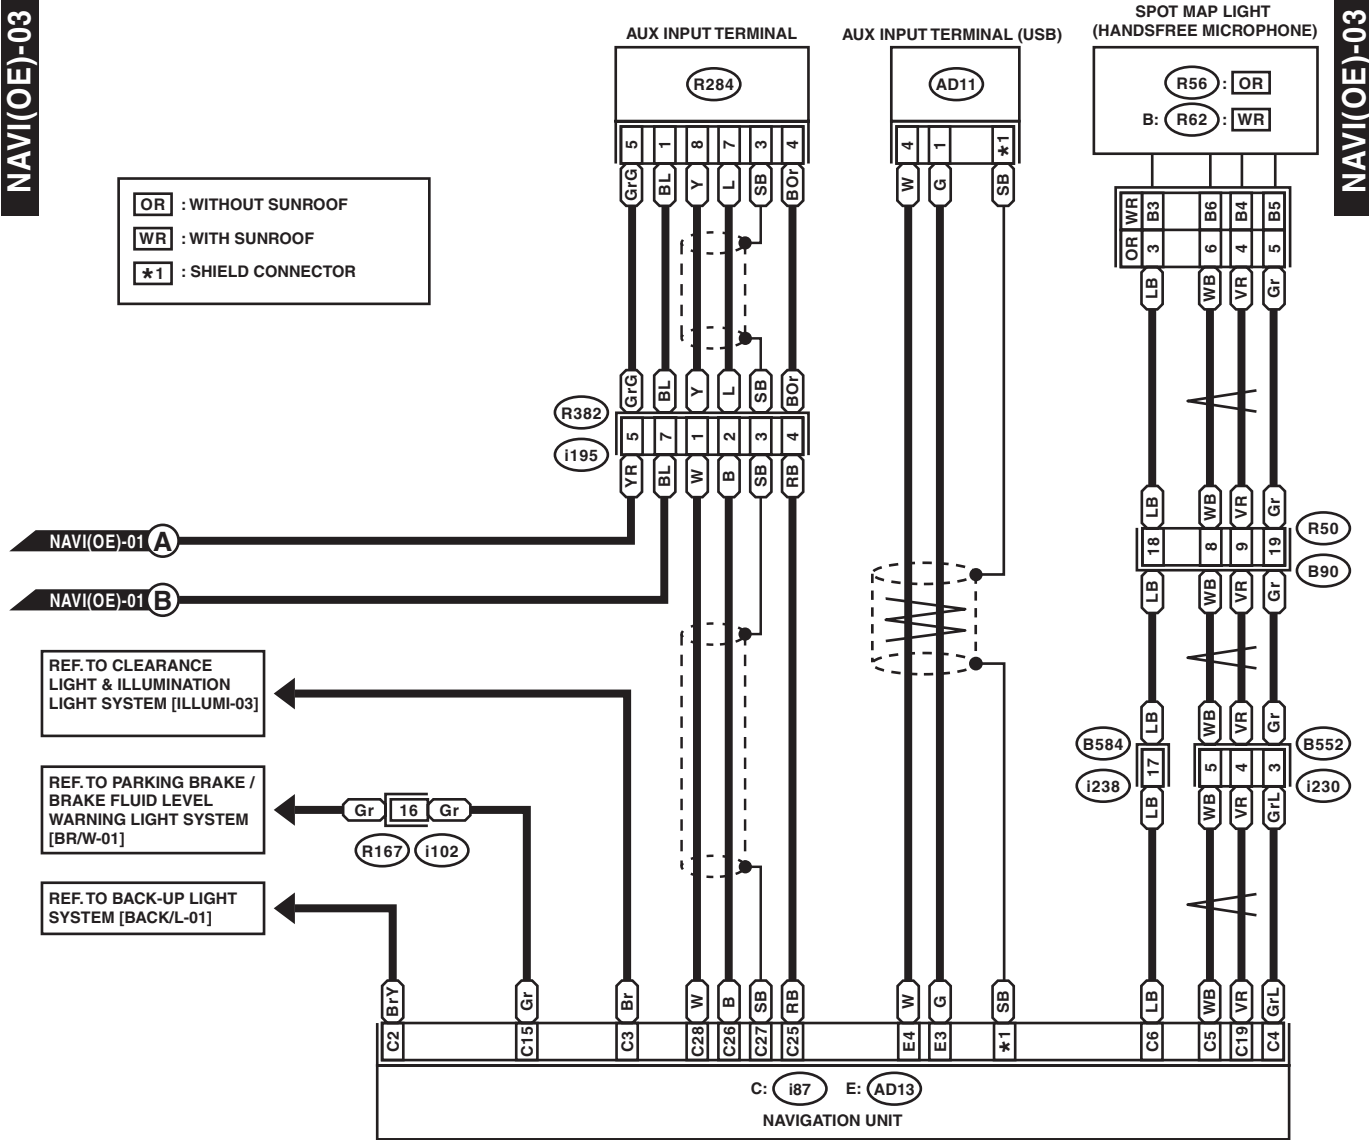 NAVI(OE)-03
NAVI(OE)-03
AUX INPUT TERMINAL
AUX INPUT TERMINAL (USB)
SPOT MAP LIGHT
(HANDSFREE MICROPHONE)
R284
AD11
R56 : OR
B: R62 : WR
5 1 8 7 3 4
4 1 *1
GrG BL Y L SB BOr
W G SB
WR B3 B6 B4 B5
OR 3 6 4 5
LB WB VR Gr
OR : WITHOUT SUNROOF
WR : WITH SUNROOF
*1 : SHIELD CONNECTOR
GrG BL Y L SB BOr
R382
5 7 1 2 3 4
i195
YR BL W B SB RB
LB WB VR Gr
R50
18 8 9 19
B90
LB WB VR Gr
NAVI(OE)-01 A
NAVI(OE)-01 B
REF. TO CLEARANCE
LIGHT & ILLUMINATION
LIGHT SYSTEM [ILLUMI-03]
LB WB VR Gr
B584
B552
17 5 4 3
i238
i230
LB WB VR GrL
REF. TO PARKING BRAKE /
BRAKE FLUID LEVEL
WARNING LIGHT SYSTEM
[BR/W-01]
Gr 16 Gr
R167 i102
REF. TO BACK-UP LIGHT
SYSTEM [BACK/L-01]
BrY Gr Br W B SB RB W G SB LB WB VR GrL
C2 C15 C3 C28 C26 C27 C25 E4 E3 *1 C6 C5 C19 C4
C: i87 E: AD13
NAVIGATION UNIT